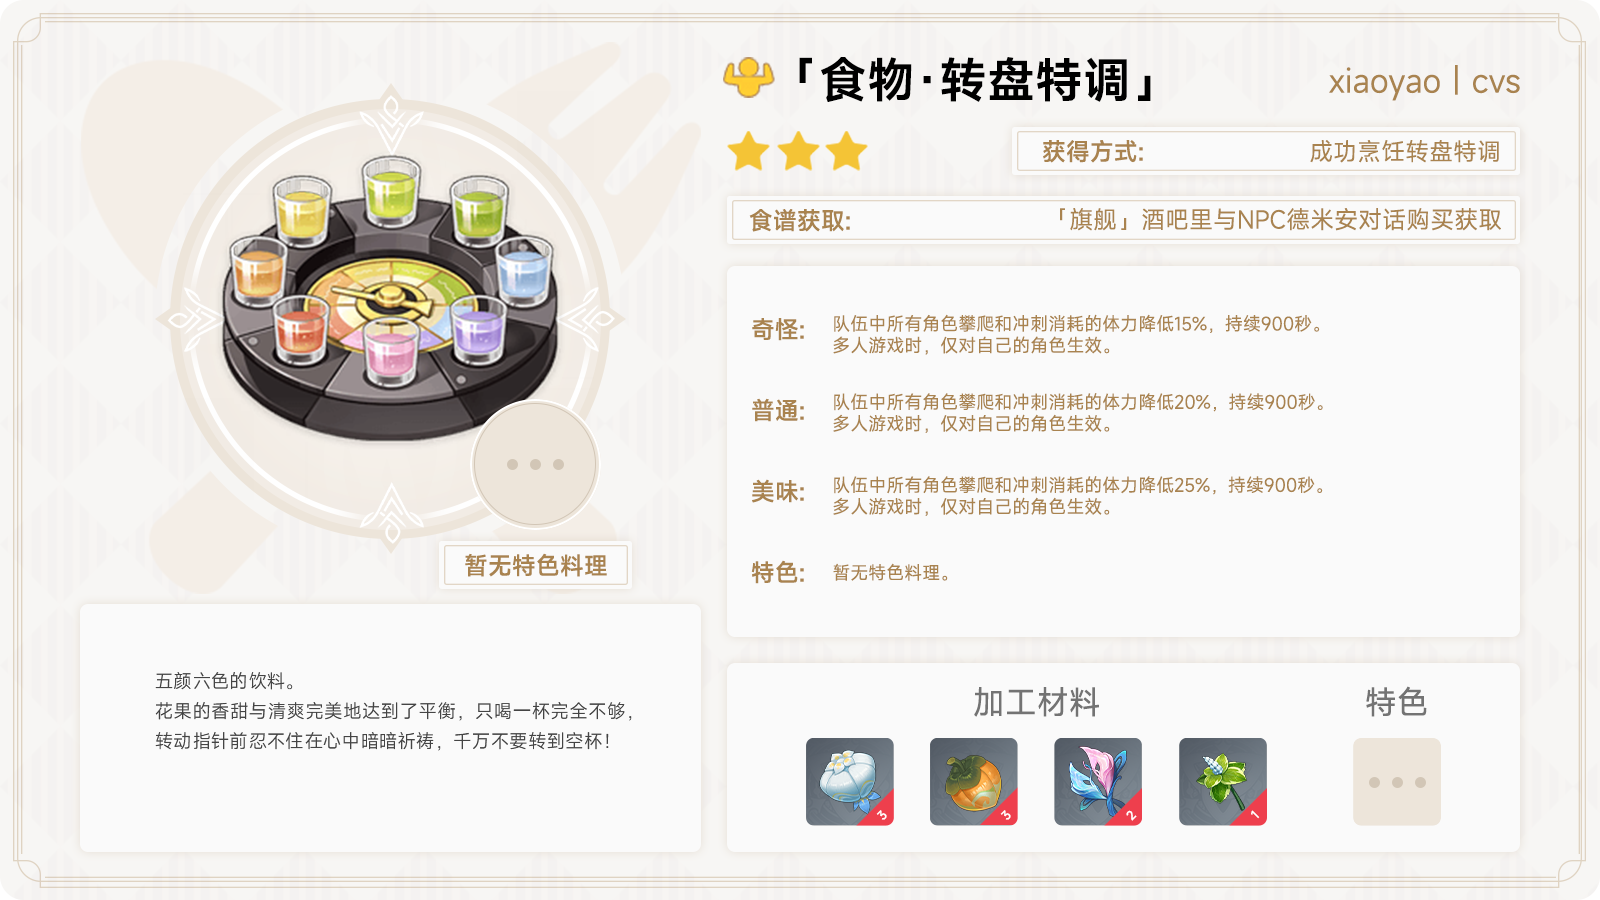 「食物·转盘特调」
xiaoyao | cvs
获得方式:
成功烹饪转盘特调
食谱获取:
「旗舰」酒吧里与NPC德米安对话购买获取
奇怪:
队伍中所有角色攀爬和冲刺消耗的体力降低15%，持续900秒。
多人游戏时，仅对自己的角色生效。
普通:
队伍中所有角色攀爬和冲刺消耗的体力降低20%，持续900秒。
多人游戏时，仅对自己的角色生效。
美味:
队伍中所有角色攀爬和冲刺消耗的体力降低25%，持续900秒。
多人游戏时，仅对自己的角色生效。
特色:
暂无特色料理。
暂无特色料理
五颜六色的饮料。
花果的香甜与清爽完美地达到了平衡，只喝一杯完全不够，
转动指针前忍不住在心中暗暗祈祷，千万不要转到空杯！
加工材料
特色
3
3
2
1